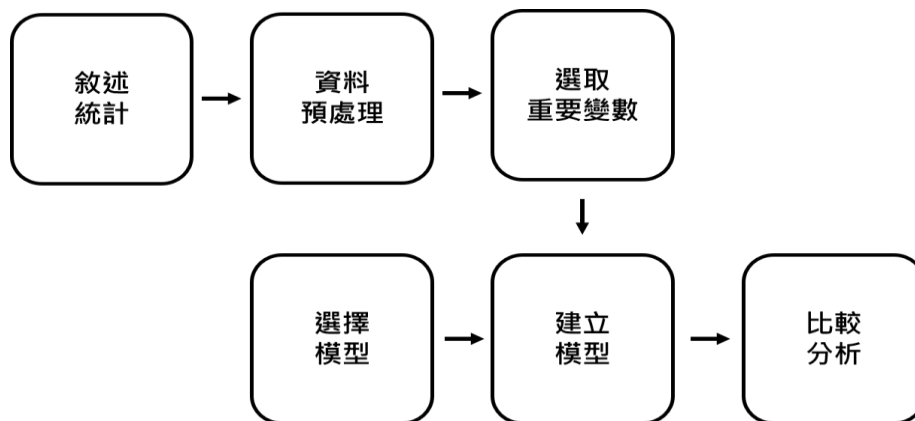 敘述
統計
資料
預處理
選取
重要變數
選擇
模型
建立
模型
比較
分析